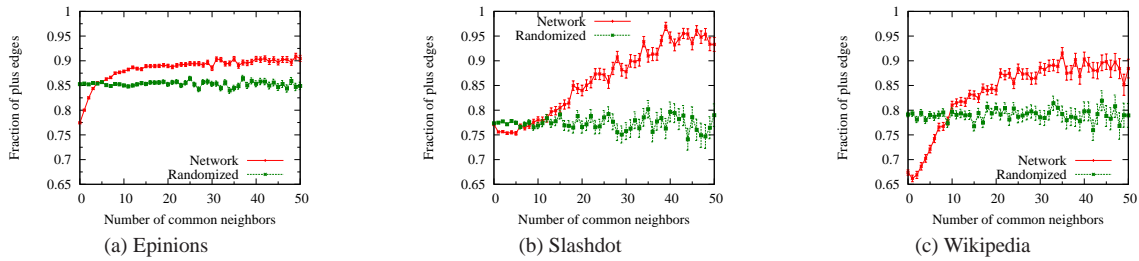 1
0.95
0.9
0.85
0.8
0.75
0.7
0.65
Fraction of plus edges
Network
Randomized
0 10 20 30 40 50
Number of common neighbors
(a) Epinions
1
0.95
0.9
0.85
0.8
0.75
0.7
0.65
Fraction of plus edges
Network
Randomized
0 10 20 30 40 50
Number of common neighbors
(b) Slashdot
1
0.95
0.9
0.85
0.8
0.75
0.7
0.65
Fraction of plus edges
Network
Randomized
0 10 20 30 40 50
Number of common neighbors
(c) Wikipedia